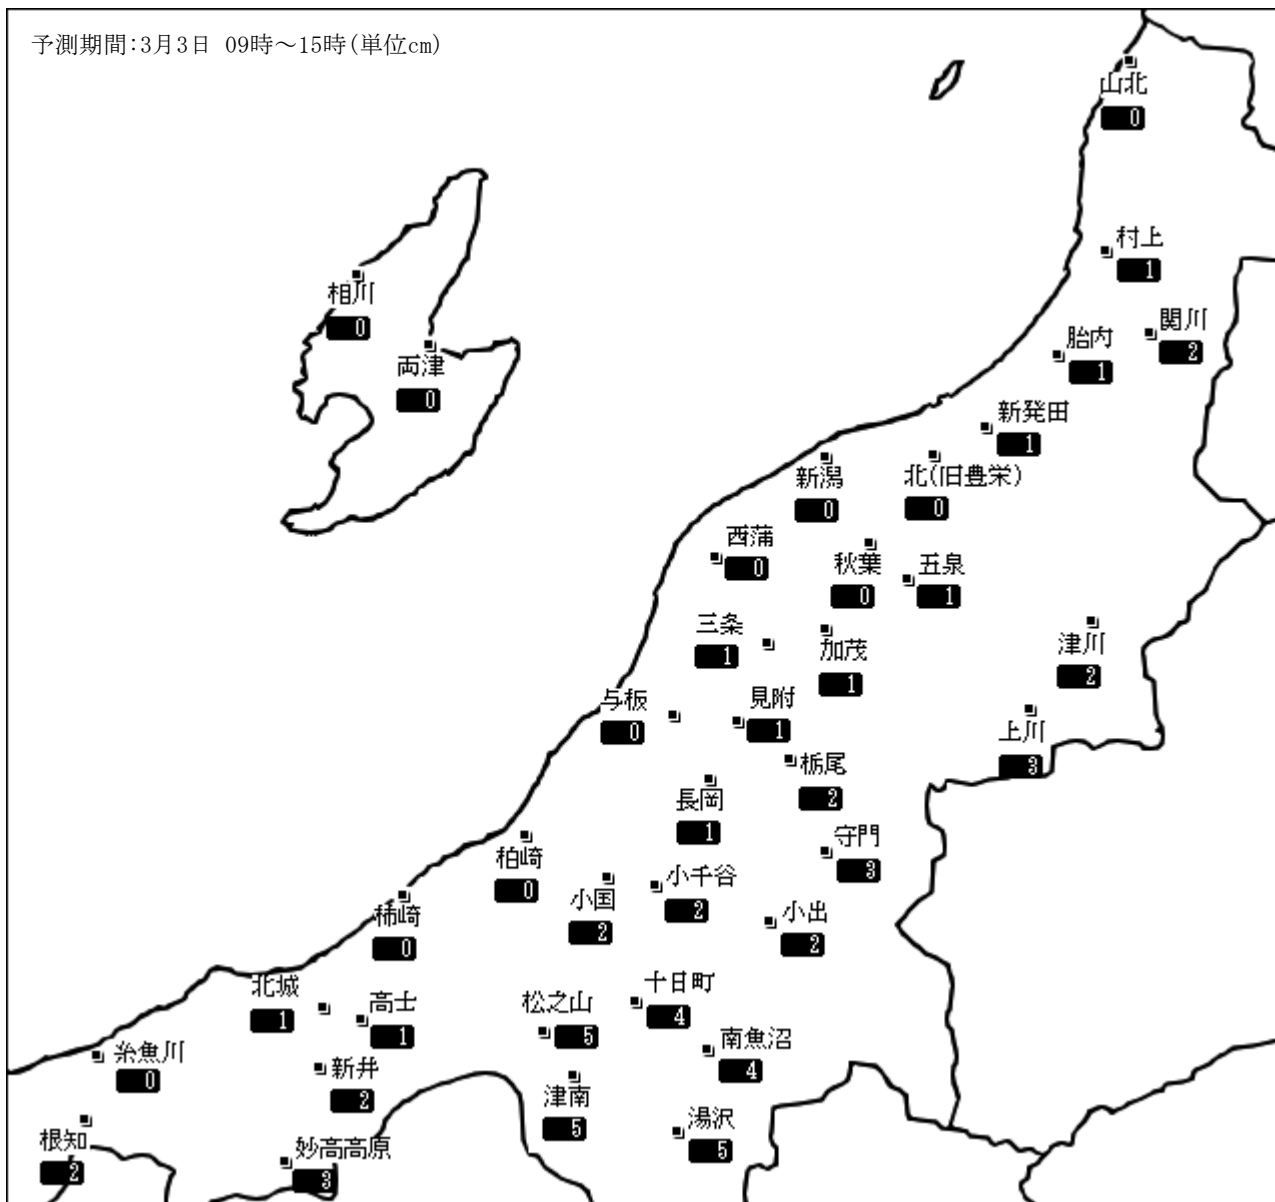 予測期間:3月3日 09時～15時(単位cm)
山北
0
村上
1
相川
0
関川
2
胎内
1
両津
0
新発田
1
新潟
0
北(旧豊栄)
0
西蒲
0
秋葉
0
五泉
1
三条
1
加茂
1
津川
2
与板
0
見附
1
上川
3
栃尾
2
長岡
1
守門
3
柏崎
0
小国
2
小千谷
2
小出
2
柿崎
0
北城
1
高士
1
松之山
5
十日町
4
南魚沼
4
糸魚川
0
新井
2
津南
5
湯沢
5
根知
2
妙高高原
3